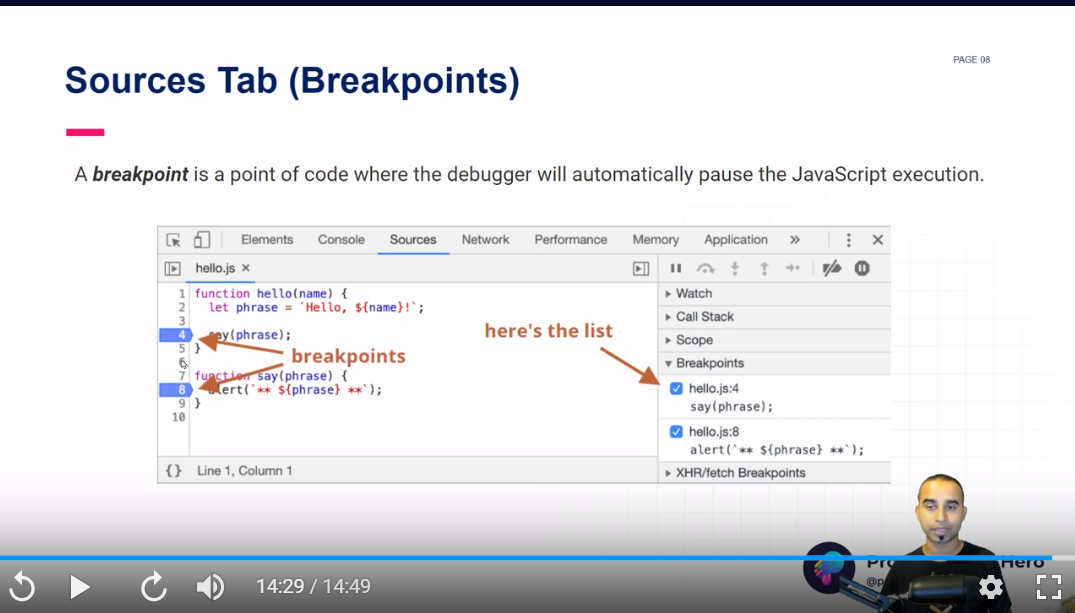 PAGE 08
Sources Tab (Breakpoints)
A breakpoint is a point of code where the debugger will automatically pause the JavaScript execution.
Elements Console Sources Network Performance Memory Application »
hello.js ×
1 function hello(name) {
2 let phrase = `Hello, ${name}!`;
3
4 say(phrase);
5 }
6
7 function say(phrase) {
8 alert(`** ${phrase} **`);
9 }
10
breakpoints
here's the list
{} Line 1, Column 1
Watch
Call Stack
Scope
Breakpoints
hello.js:4
say(phrase);
hello.js:8
alert(`** ${phrase} **`);
XHR/fetch Breakpoints
Hero
14:29 / 14:49